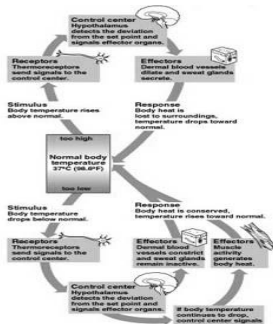 Control center
Hypothalamus
detects the deviation
from the set point and
signals effector organs.
Receptors
Thermoreceptors
send signals to the
control center.
Effectors
Dermal blood vessels
dilate and sweat glands
secrete.
Stimulus
Body temperature rises
above normal.
Response
Body heat is
lost to surroundings,
temperature drops toward
normal.
too high
Normal body
temperature
37°C (98.6°F)
too low
Stimulus
Body temperature
drops below normal.
Response
Body heat is conserved,
temperature rises toward normal.
Receptors
Thermoreceptors
send signals to the
control center.
Effectors
Dermal blood
vessels constrict
and sweat glands
remain inactive.
Effectors
Muscle
activity
generates
body heat.
Control center
Hypothalamus
detects the deviation
from the set point and
signals effector organs.
If body temperature
continues to drop,
control center signals